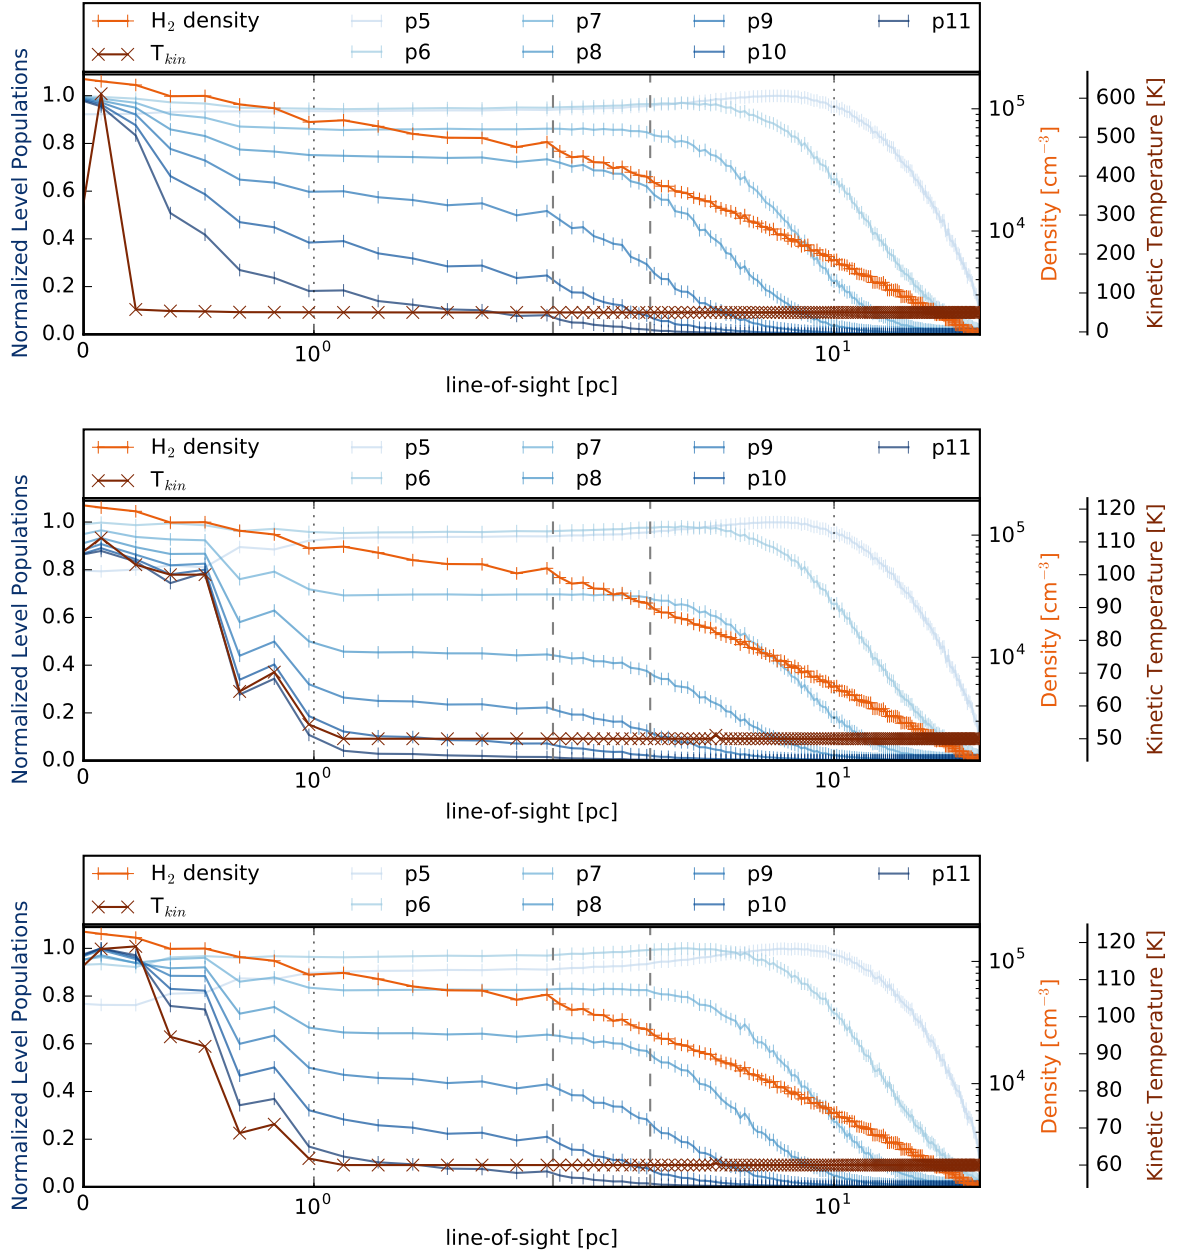 H₂ density p5 p7 p9 p11
T_kin p6 p8 p10
Normalized Level Populations
1.0
0.8
0.6
0.4
0.2
0.0
0 10⁰ 10¹
line-of-sight [pc]
10⁵
10⁴
Density [cm⁻³]
600
500
400
300
200
100
0
Kinetic Temperature [K]
H₂ density p5 p7 p9 p11
T_kin p6 p8 p10
Normalized Level Populations
1.0
0.8
0.6
0.4
0.2
0.0
0 10⁰ 10¹
line-of-sight [pc]
10⁵
10⁴
Density [cm⁻³]
120
110
100
90
80
70
60
50
Kinetic Temperature [K]
H₂ density p5 p7 p9 p11
T_kin p6 p8 p10
Normalized Level Populations
1.0
0.8
0.6
0.4
0.2
0.0
0 10⁰ 10¹
line-of-sight [pc]
10⁵
10⁴
Density [cm⁻³]
120
110
100
90
80
70
60
Kinetic Temperature [K]